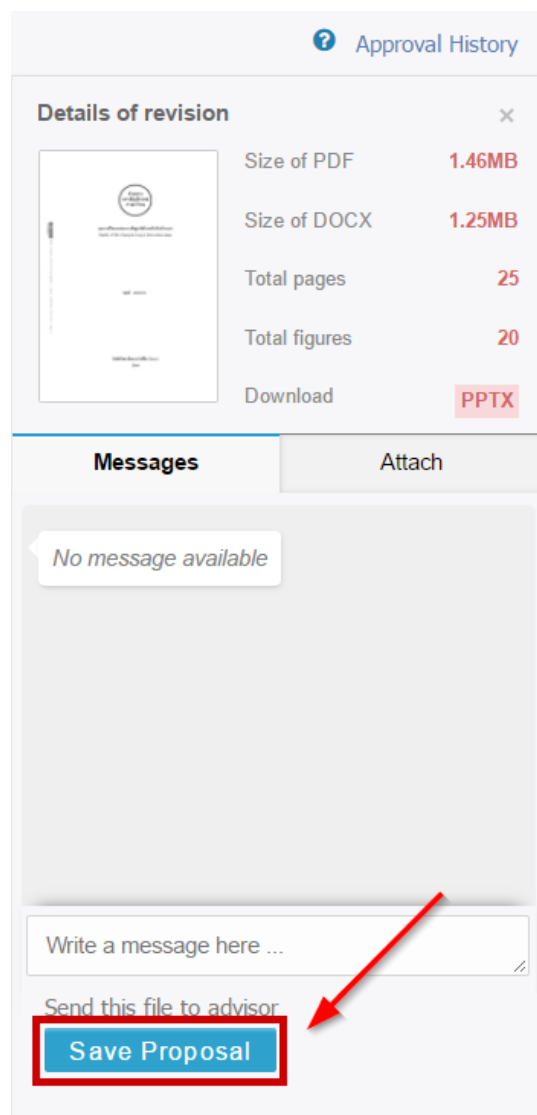 ?
Approval History
Details of revision ×
Size of PDF 1.46MB
Size of DOCX 1.25MB
Total pages 25
Total figures 20
Download PPTX
Messages Attach
No message available
Write a message here ...
Send this file to advisor
Save Proposal